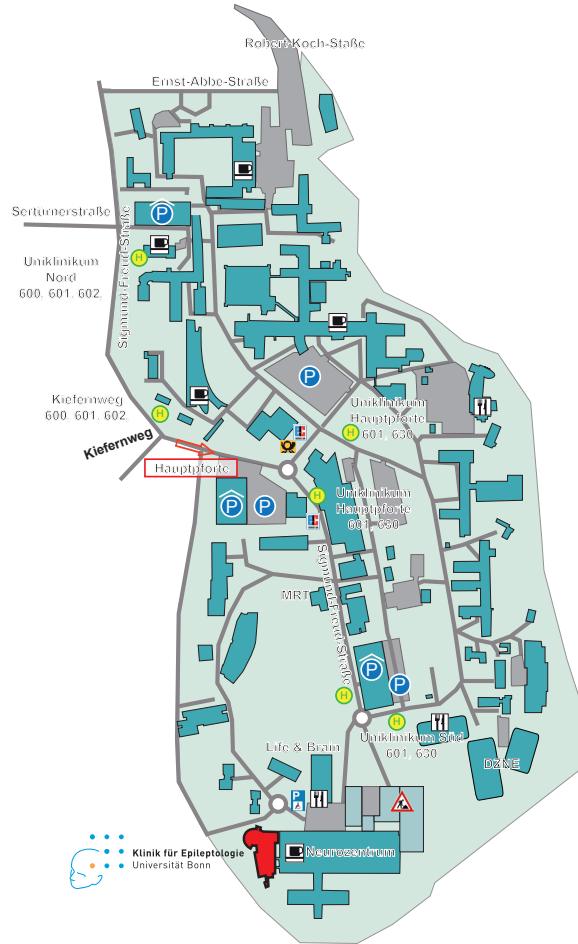 Robert-Koch-Staße
Ernst-Abbe-Straße
Sertürnerstraße
Sigmund-Freud-Straße
P
H
Uniklinikum
Nord
600. 601. 602.
P
Kiefernweg
600. 601. 602.
H
Uniklinikum
Hauptpforte
601, 630
H
Kiefernweg
Hauptpforte
P
P
H
Uniklinikum
Hauptpforte
601, 630
Sigmund-Freud-Straße
MRT
P
P
H
H
Uniklinikum Süd
601, 630
DZNE
Life & Brain
P
Neurozentrum
Klinik für Epileptologie
Universität Bonn